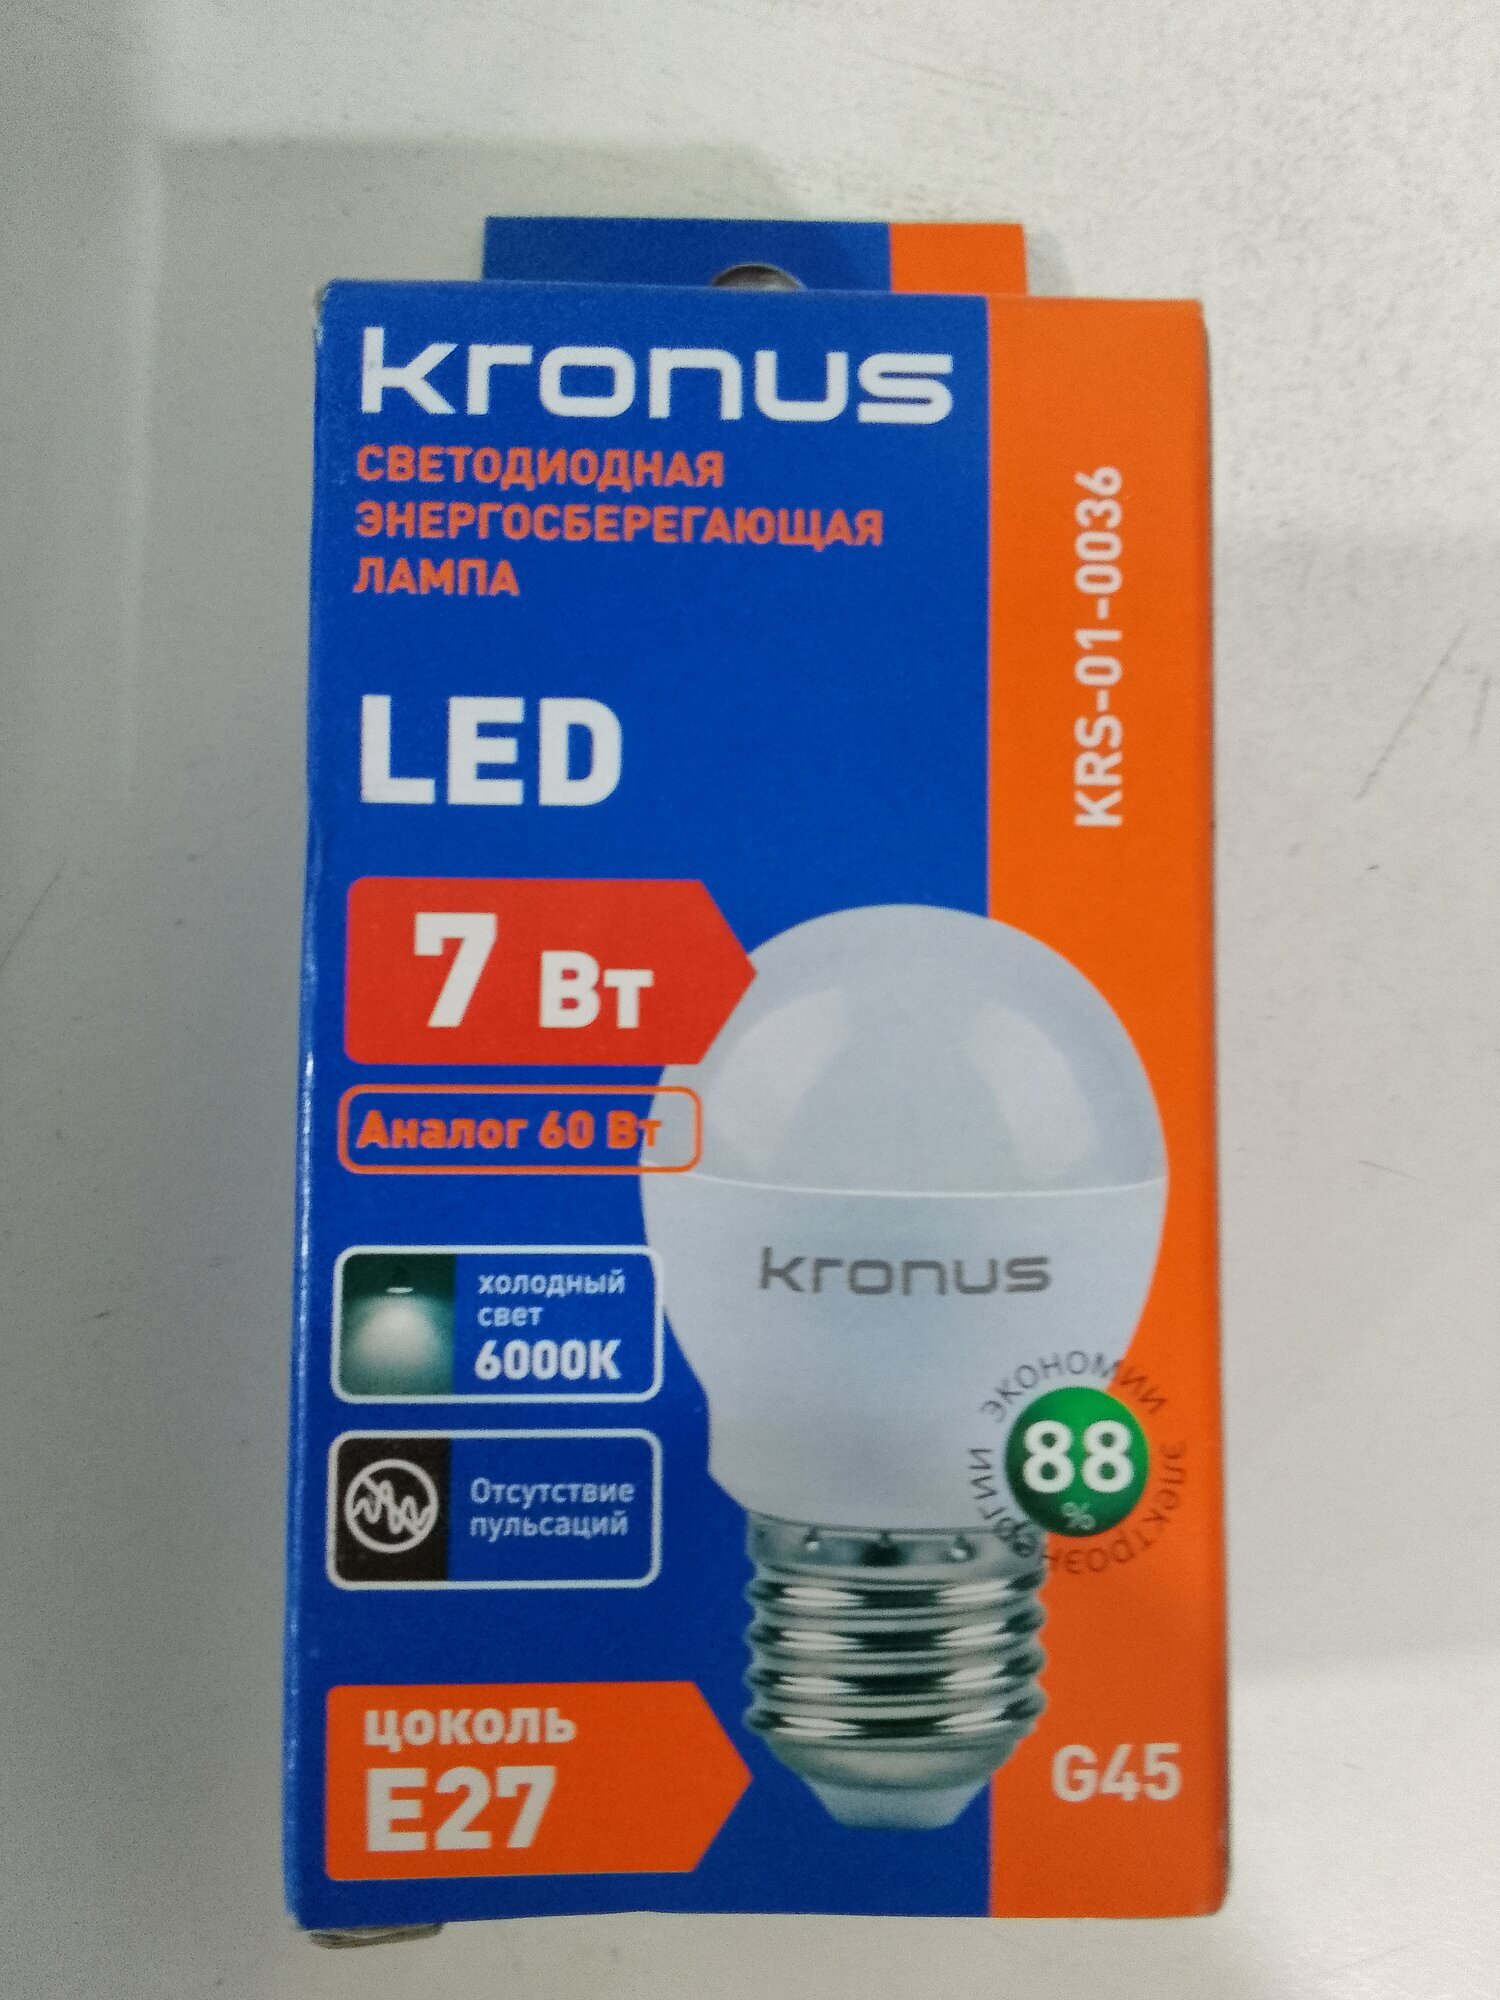 kronus
СВЕТОДИОДНАЯ
ЭНЕРГОСБЕРЕГАЮЩАЯ
ЛАМПА
KRS-01-0036
LED
7 Вт
Аналог 60 Вт
kronus
холодный
свет
6000K
Отсутствие
пульсаций
88
%
экономии электроэнергии
цоколь
E27
G45